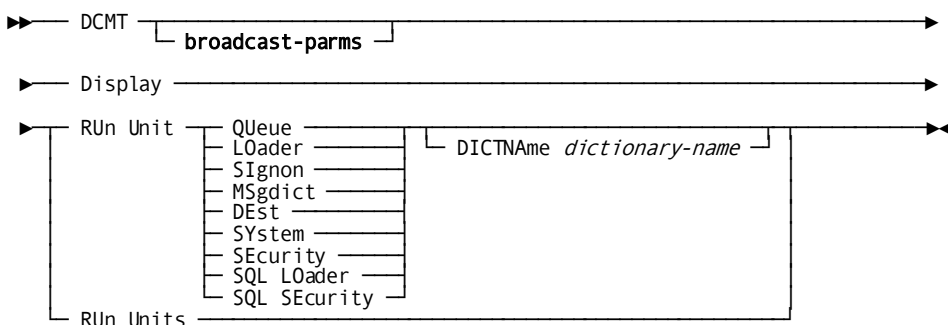 DCMT
broadcast-parms
Display
RUn Unit QUeue
LOader DICTNAme dictionary-name
SIgnon
MSgdict
DEst
SYstem
SEcurity
SQL LOader
SQL SEcurity
RUn Units